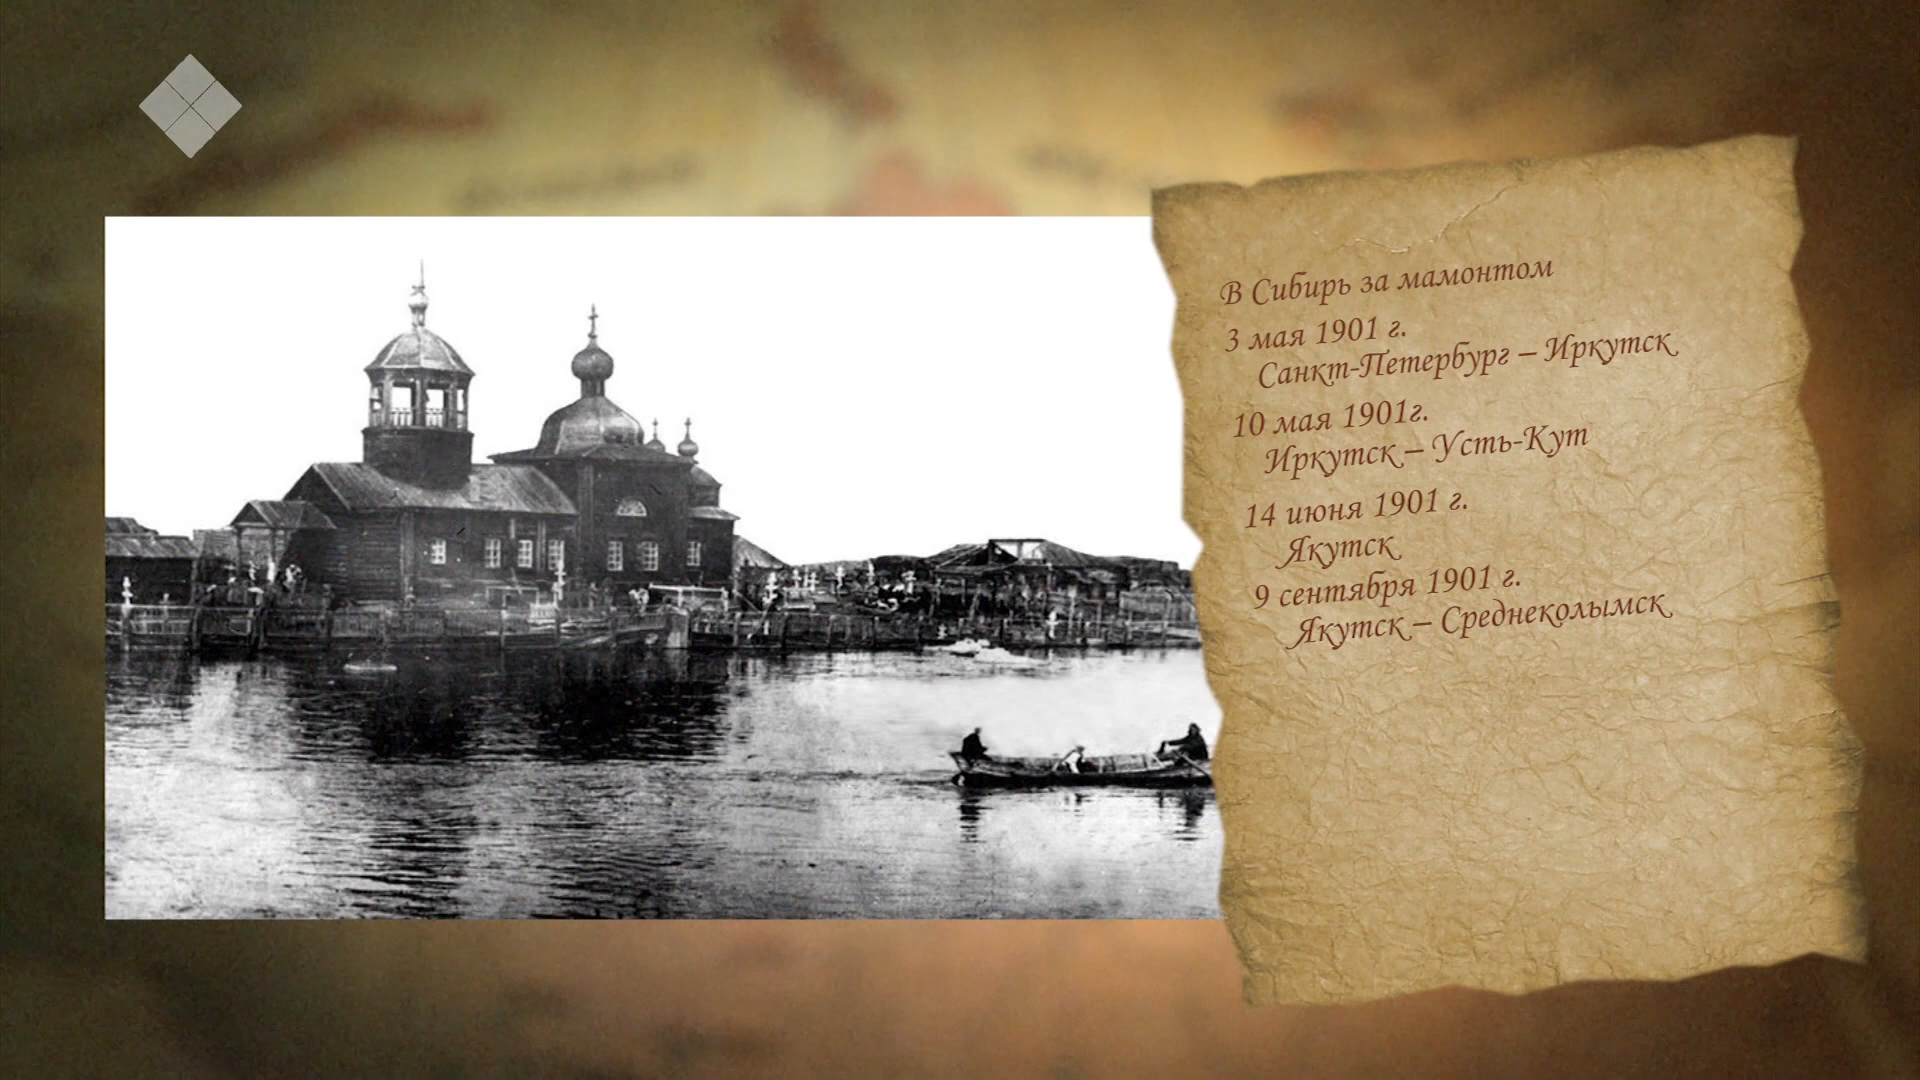 В Сибирь за мамонтом
3 мая 1901 г.
Санкт-Петербург – Иркутск
10 мая 1901г.
Иркутск – Усть-Кут
14 июня 1901 г.
Якутск
9 сентября 1901 г.
Якутск – Среднеколымск